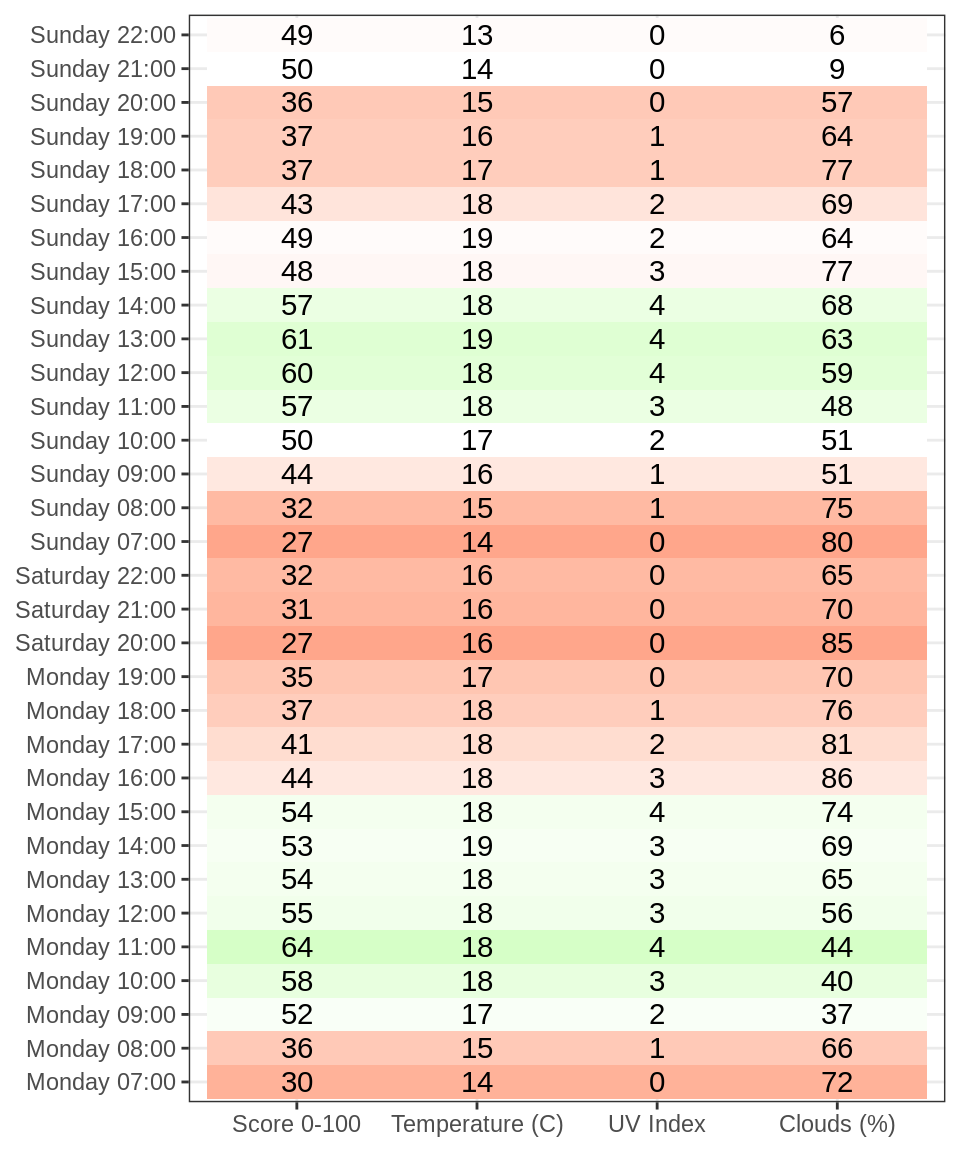 Sunday 22:00 49 13 0 6
Sunday 21:00 50 14 0 9
Sunday 20:00 36 15 0 57
Sunday 19:00 37 16 1 64
Sunday 18:00 37 17 1 77
Sunday 17:00 43 18 2 69
Sunday 16:00 49 19 2 64
Sunday 15:00 48 18 3 77
Sunday 14:00 57 18 4 68
Sunday 13:00 61 19 4 63
Sunday 12:00 60 18 4 59
Sunday 11:00 57 18 3 48
Sunday 10:00 50 17 2 51
Sunday 09:00 44 16 1 51
Sunday 08:00 32 15 1 75
Sunday 07:00 27 14 0 80
Saturday 22:00 32 16 0 65
Saturday 21:00 31 16 0 70
Saturday 20:00 27 16 0 85
Monday 19:00 35 17 0 70
Monday 18:00 37 18 1 76
Monday 17:00 41 18 2 81
Monday 16:00 44 18 3 86
Monday 15:00 54 18 4 74
Monday 14:00 53 19 3 69
Monday 13:00 54 18 3 65
Monday 12:00 55 18 3 56
Monday 11:00 64 18 4 44
Monday 10:00 58 18 3 40
Monday 09:00 52 17 2 37
Monday 08:00 36 15 1 66
Monday 07:00 30 14 0 72
Score 0-100 Temperature (C) UV Index Clouds (%)